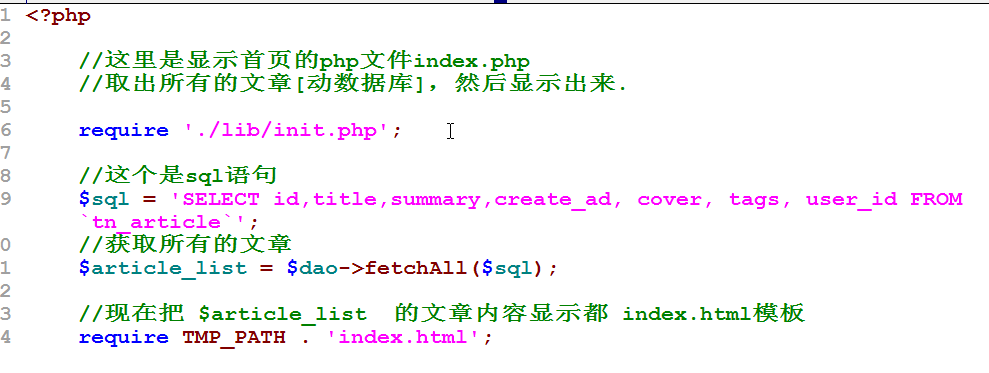 1 <?php
2
3 //这里是显示首页的php文件index.php
4 //取出所有的文章[动数据库]，然后显示出来.
5
6 require './lib/init.php';
7
8 //这个是sql语句
9 $sql = 'SELECT id,title,summary,create_ad, cover, tags, user_id FROM
`tn_article`';
0 //获取所有的文章
1 $article_list = $dao->fetchAll($sql);
2
3 //现在把 $article_list 的文章内容显示都 index.html模板
4 require TMP_PATH . 'index.html';